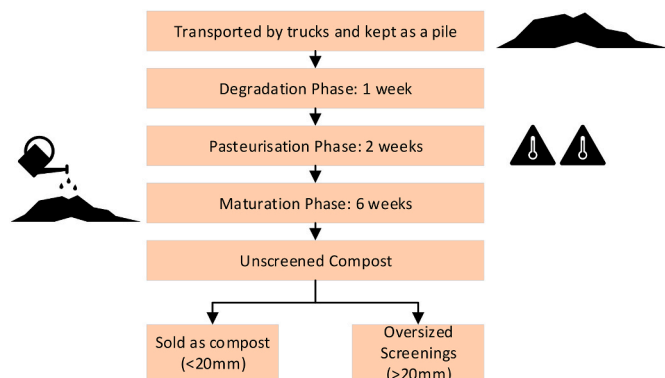 Transported by trucks and kept as a pile
Degradation Phase: 1 week
Pasteurisation Phase: 2 weeks
Maturation Phase: 6 weeks
Unscreened Compost
Sold as compost
(<20mm)
Oversized
Screenings
(>20mm)